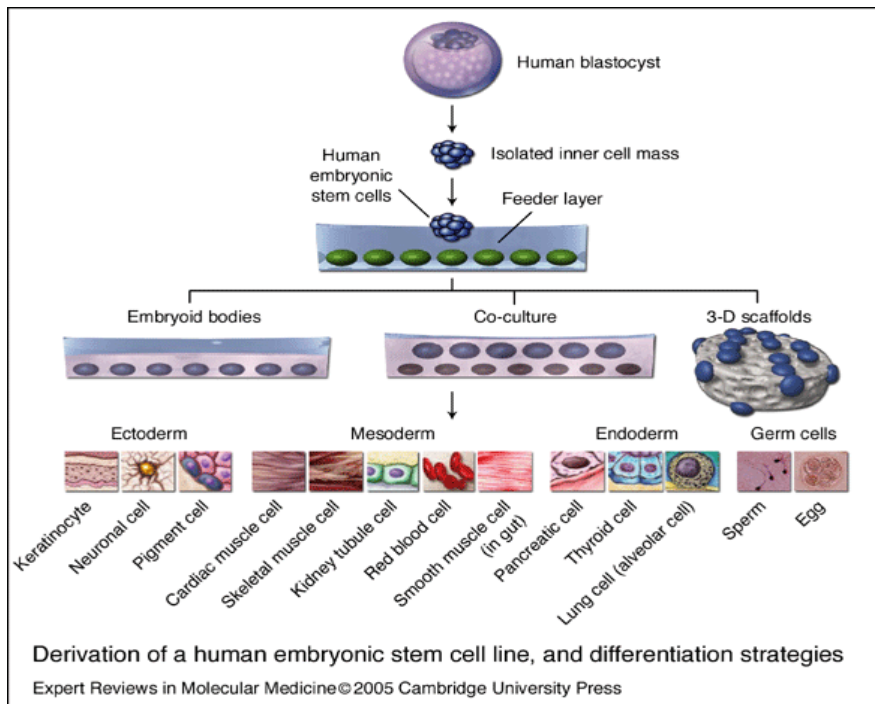 Human blastocyst
Isolated inner cell mass
Human
embryonic
stem cells
Feeder layer
Embryoid bodies
Co-culture
3-D scaffolds
Ectoderm
Mesoderm
Endoderm
Germ cells
Keratinocyte
Neuronal cell
Pigment cell
Cardiac muscle cell
Skeletal muscle cell
Kidney tubule cell
Red blood cell
Smooth muscle cell
(in gut)
Pancreatic cell
Thyroid cell
Lung cell (alveolar cell)
Sperm
Egg
Derivation of a human embryonic stem cell line, and differentiation strategies
Expert Reviews in Molecular Medicine©2005 Cambridge University Press